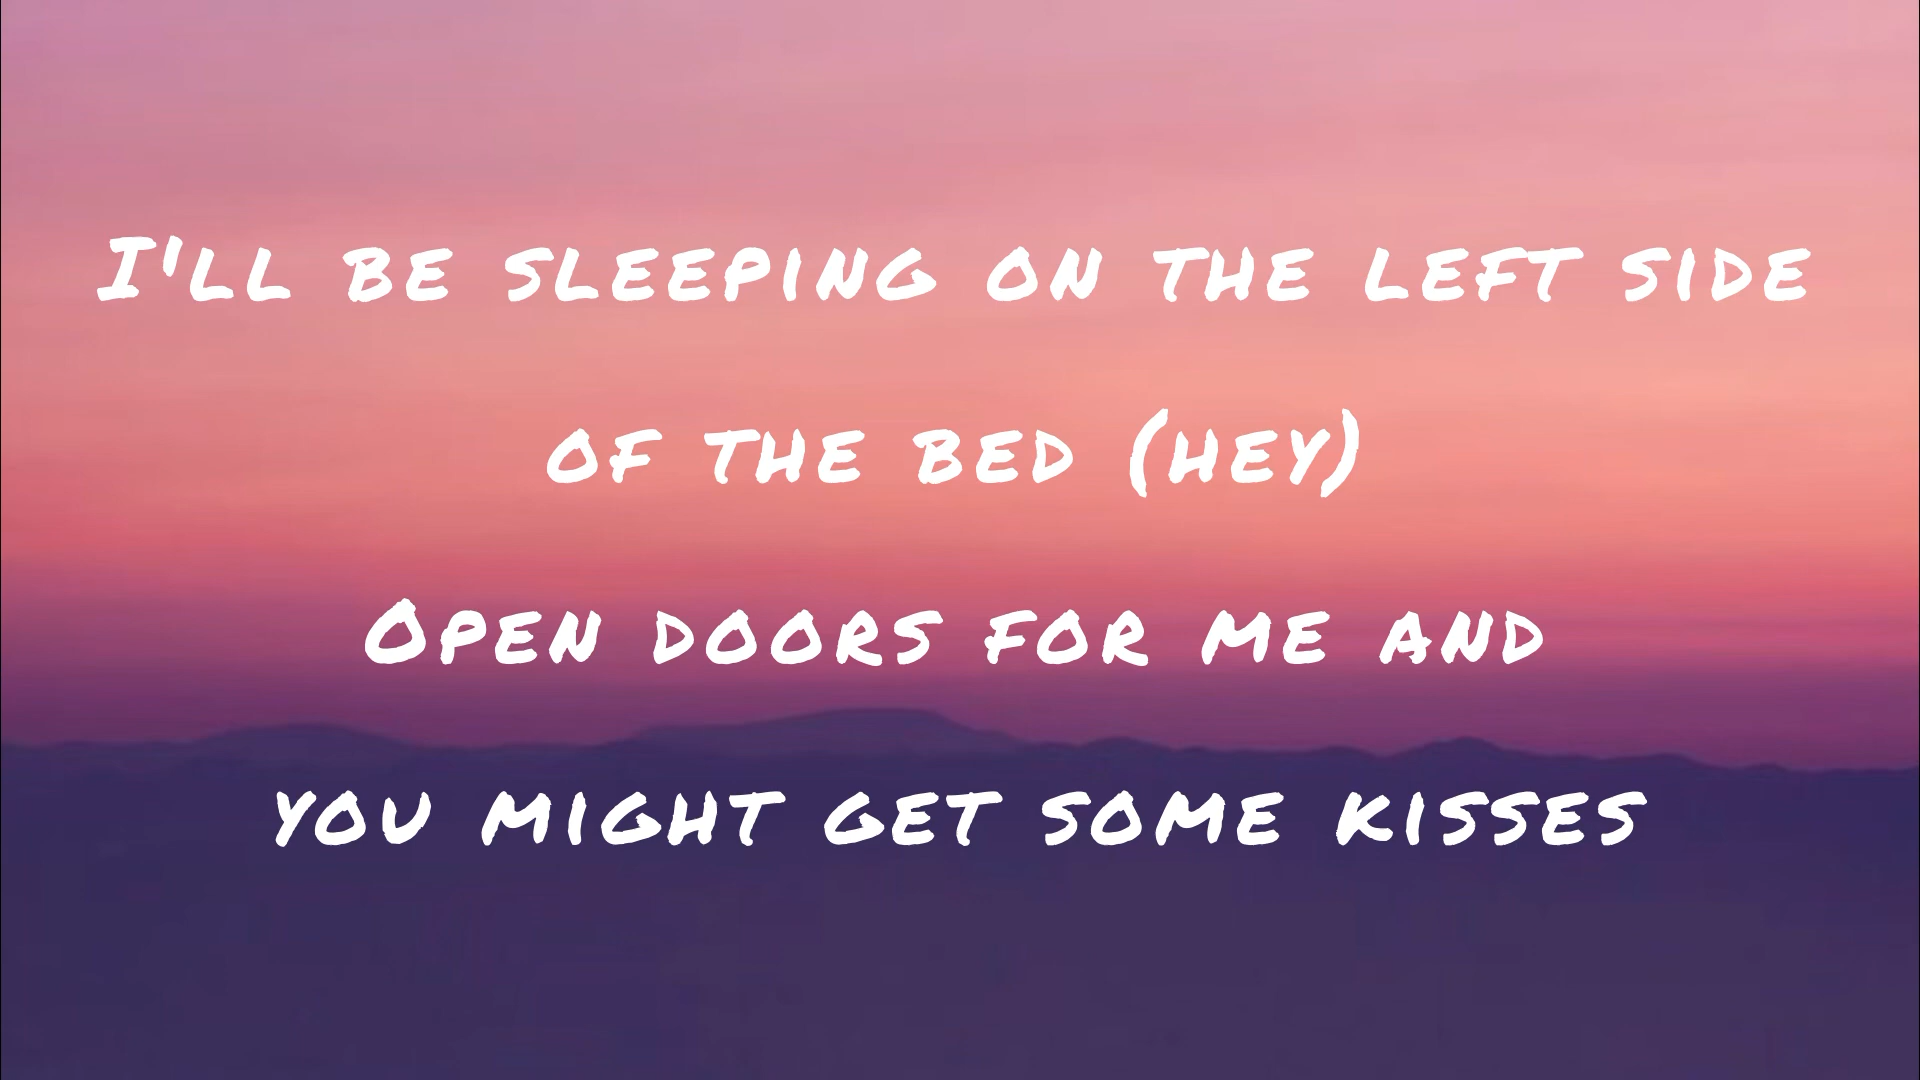 I'll be sleeping on the left side
of the bed (hey)
Open doors for me and
you might get some kisses